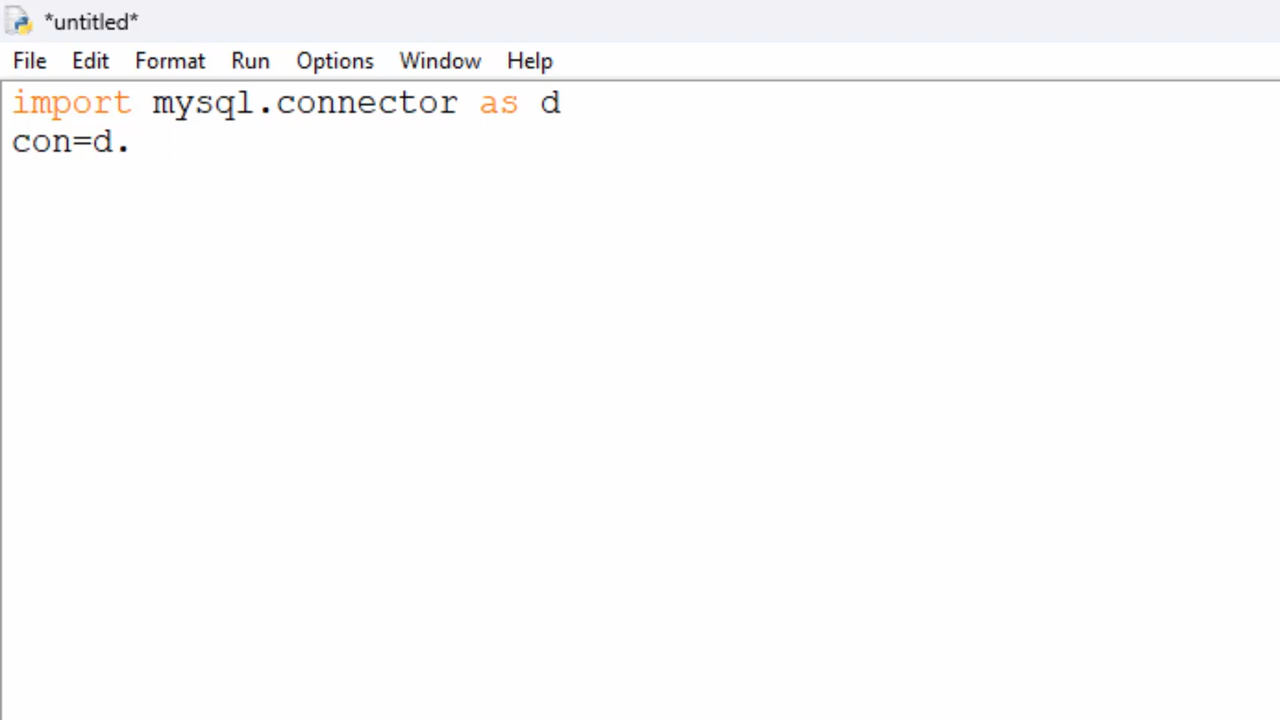 *untitled*
File Edit Format Run Options Window Help
import mysql.connector as d
con=d.